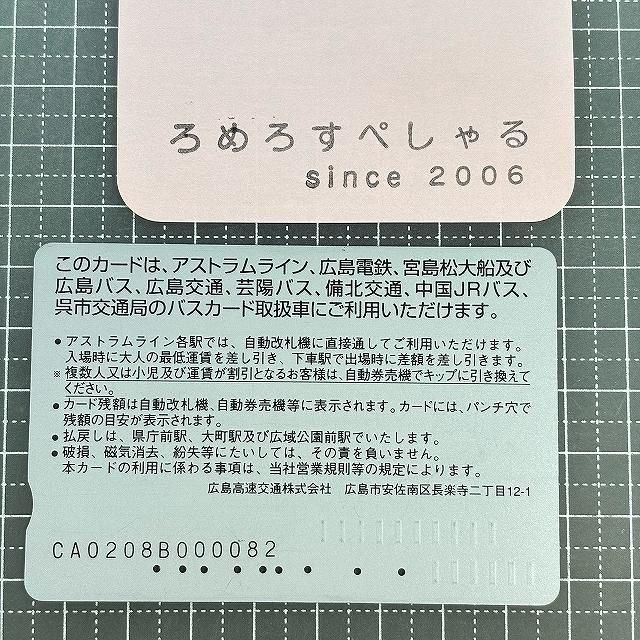 ろめろすぺしゃる
since 2006
このカードは、アストラムライン、広島電鉄、宮島松大船及び
広島バス、広島交通、芸陽バス、備北交通、中国JRバス、
呉市交通局のバスカード取扱車にご利用いただけます。
●アストラムライン各駅では、自動改札機に直接通してご利用いただけます。
入場時に大人の最低運賃を差し引き、下車駅で出場時に差額を差し引きます。
※複数人又は小児及び運賃が割引となるお客様は、自動券売機でキップに引き換えて
ください。
●カード残額は自動改札機、自動券売機等に表示されます。カードには、パンチ穴で
残額の目安が表示されます。
●払戻しは、県庁前駅、大町駅及び広域公園前駅でいたします。
●破損、磁気消去、紛失等にたいしては、その責を負いません。
本カードの利用に係わる事項は、当社営業規則等の規定によります。
広島高速交通株式会社 広島市安佐南区長楽寺二丁目12-1
CA0208B000082